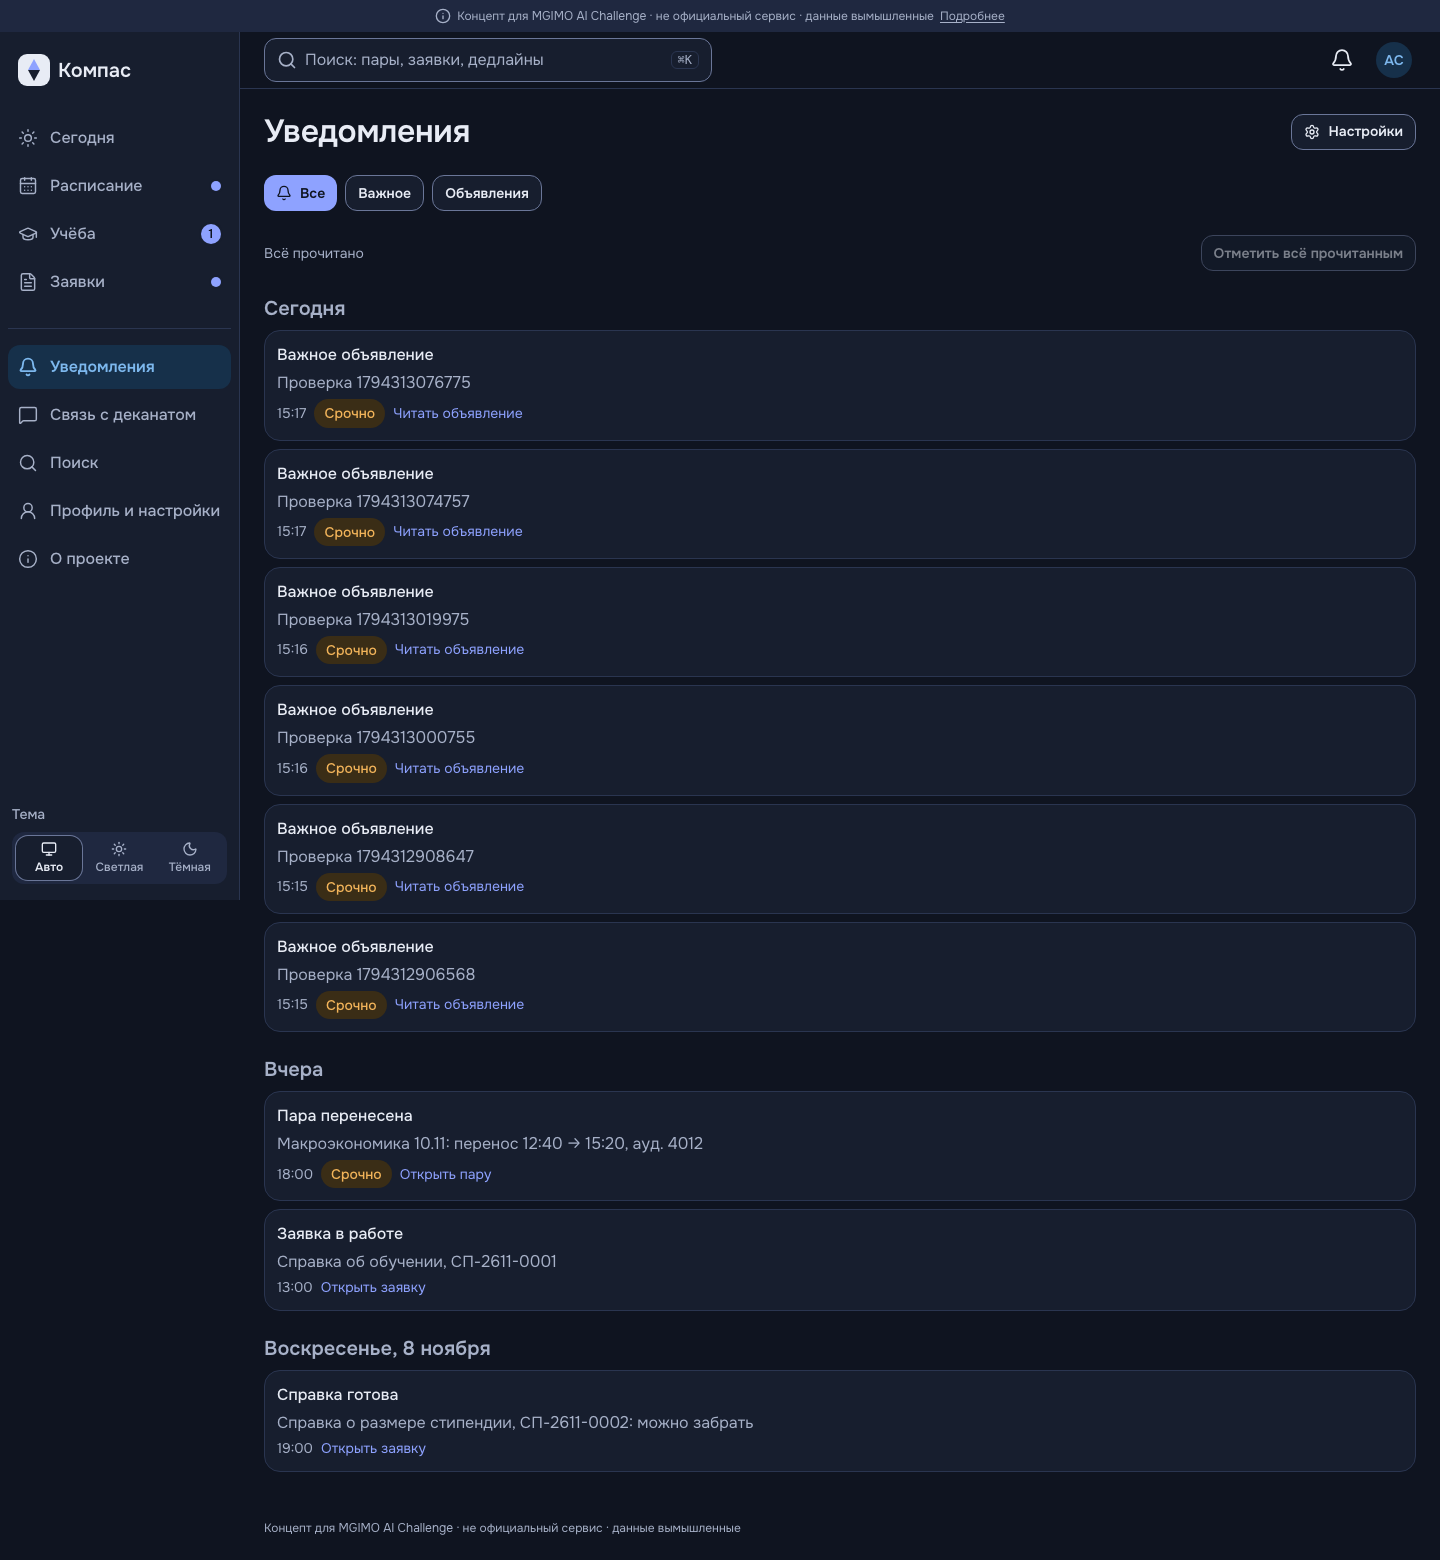 Концепт для MGIMO AI Challenge · не официальный сервис · данные вымышленные Подробнее
Компас
Поиск: пары, заявки, дедлайны
⌘K
АС
Сегодня
Расписание
Учёба
1
Заявки
Уведомления
Связь с деканатом
Поиск
Профиль и настройки
О проекте
Тема
Авто
Светлая
Тёмная
Уведомления
Настройки
Все
Важное
Объявления
Всё прочитано
Отметить всё прочитанным
Сегодня
Важное объявление
Проверка 1794313076775
15:17 Срочно Читать объявление
Важное объявление
Проверка 1794313074757
15:17 Срочно Читать объявление
Важное объявление
Проверка 1794313019975
15:16 Срочно Читать объявление
Важное объявление
Проверка 1794313000755
15:16 Срочно Читать объявление
Важное объявление
Проверка 1794312908647
15:15 Срочно Читать объявление
Важное объявление
Проверка 1794312906568
15:15 Срочно Читать объявление
Вчера
Пара перенесена
Макроэкономика 10.11: перенос 12:40 → 15:20, ауд. 4012
18:00 Срочно Открыть пару
Заявка в работе
Справка об обучении, СП-2611-0001
13:00 Открыть заявку
Воскресенье, 8 ноября
Справка готова
Справка о размере стипендии, СП-2611-0002: можно забрать
19:00 Открыть заявку
Концепт для MGIMO AI Challenge · не официальный сервис · данные вымышленные